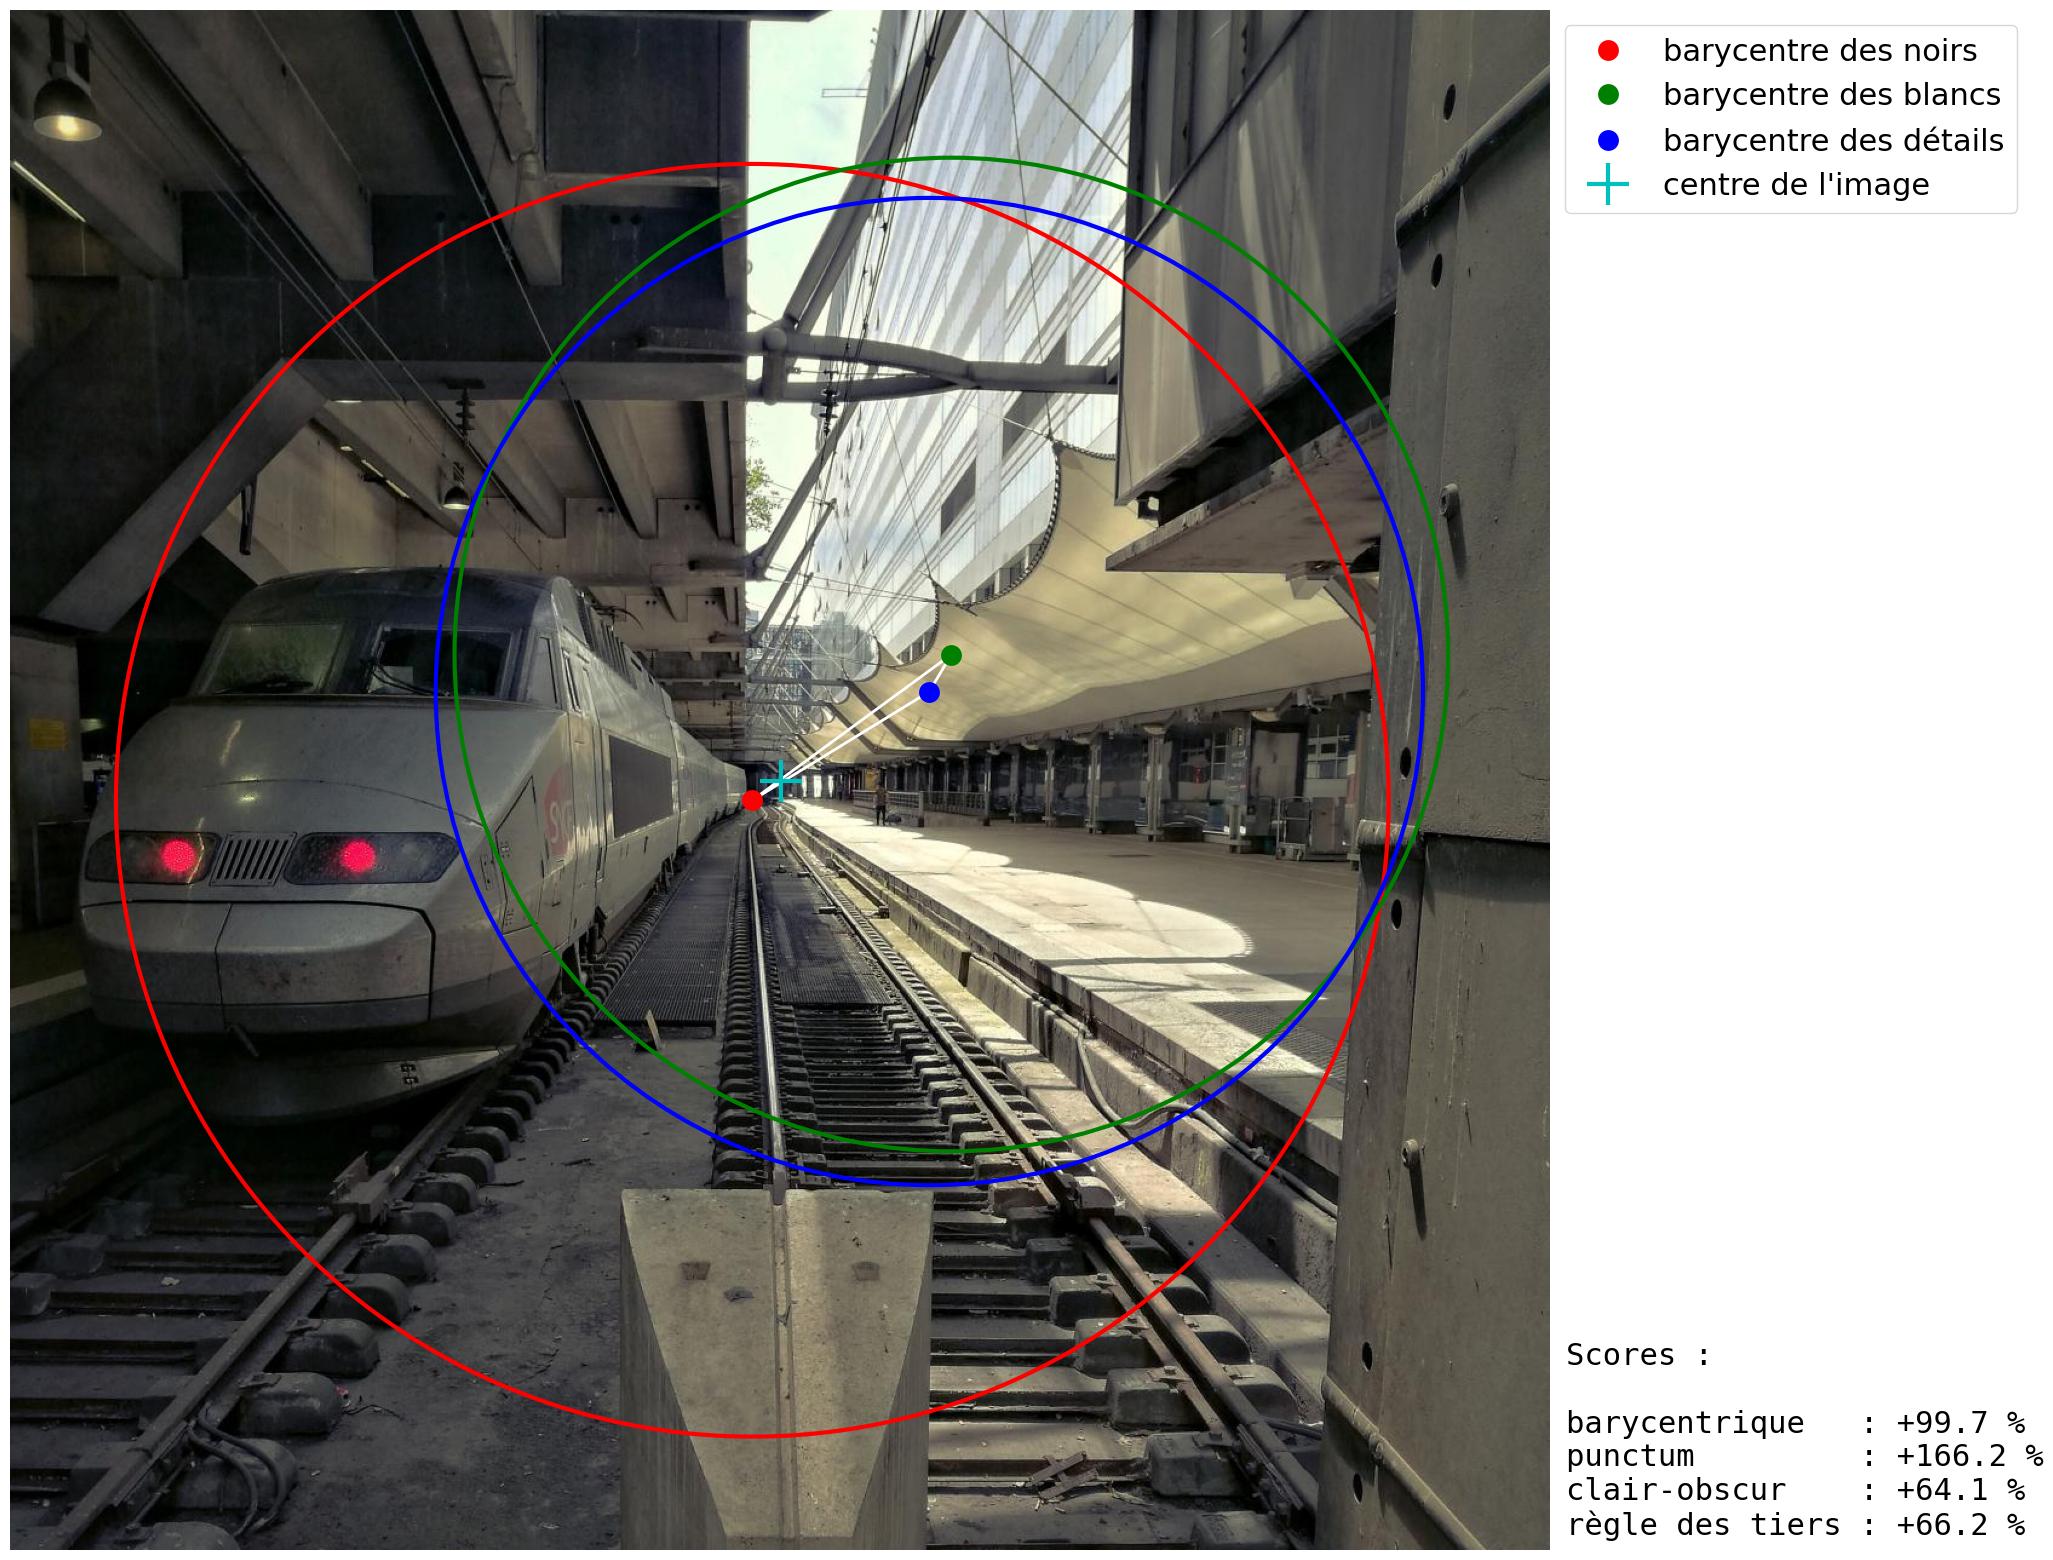 barycentre des noirs
barycentre des blancs
barycentre des détails
centre de l'image
Scores :
barycentrique : +99.7 %
punctum : +166.2 %
clair-obscur : +64.1 %
règle des tiers : +66.2 %